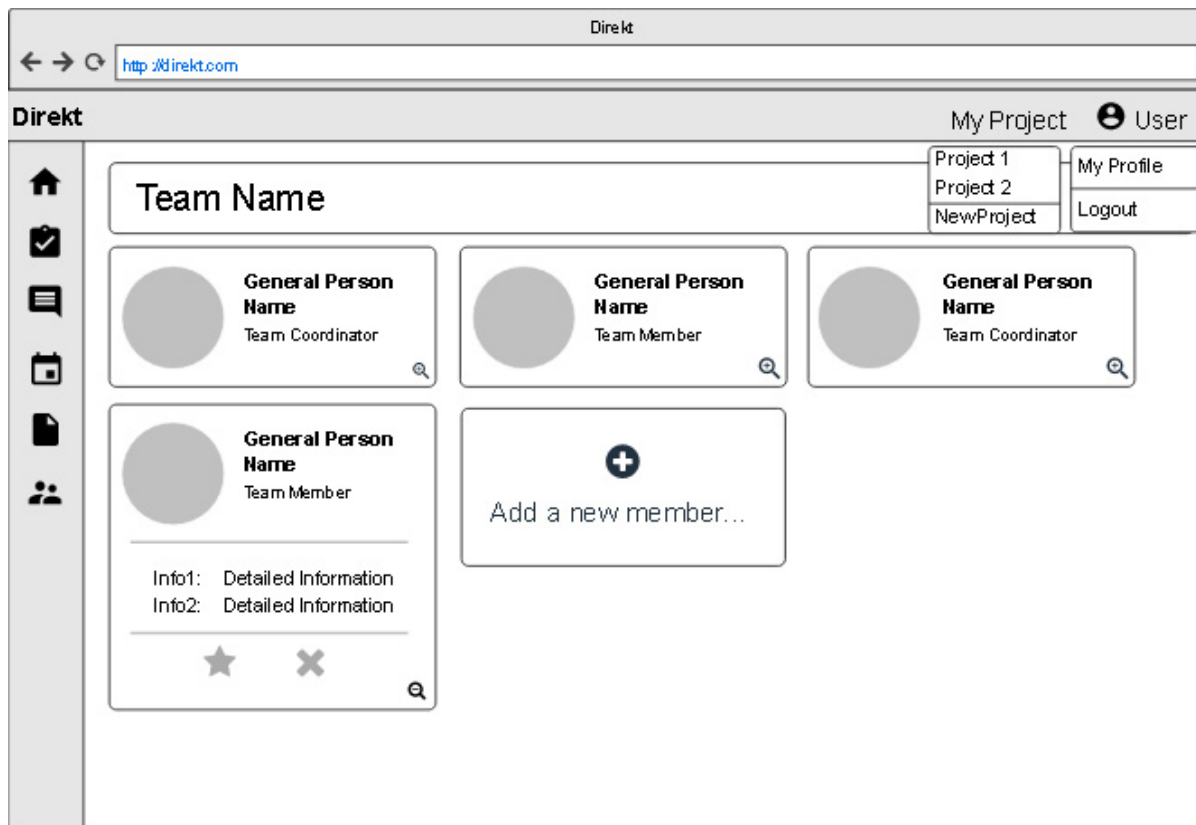 Direkt
http://direkt.com
Direkt
My Project
User
Project 1
Project 2
NewProject
My Profile
Logout
Team Name
General Person
Name
Team Coordinator
General Person
Name
Team Member
General Person
Name
Team Coordinator
General Person
Name
Team Member
Info1: Detailed Information
Info2: Detailed Information
Add a new member...